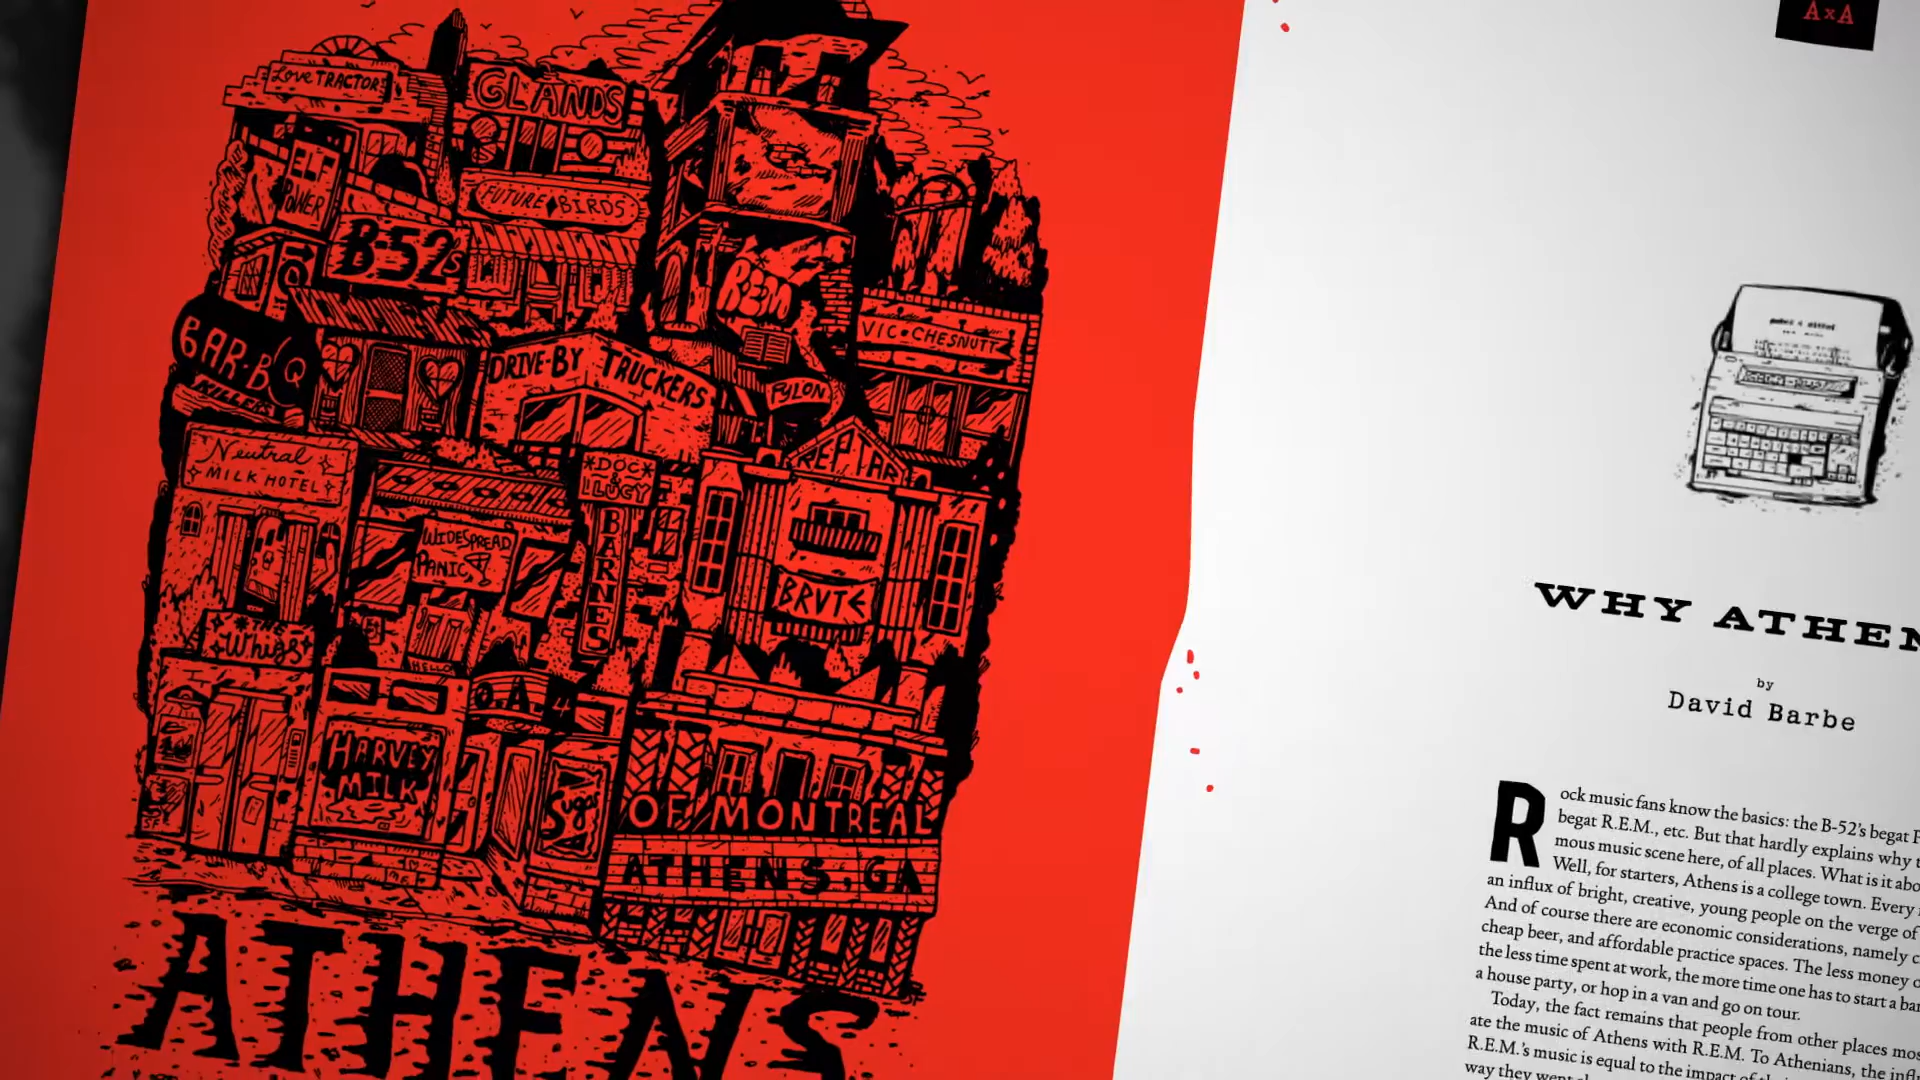 Love TRACTOR
GLANDS
POWER
FUTURE BIRDS
B-52's
REM
VIC CHESNUTT
BAR-B-Q
KILLERS
DRIVE-BY TRUCKERS
PYLON
Neutral
MILK HOTEL
*DOC*
&
LUCY
REPTAR
WIDESPREAD
PANIC
BARNES
BRUTE
THE
Whigs
HELLO
O.A. 4
HARVEY
MILK
Sugar
OF MONTREAL
ATHENS, GA
ATHENS
A x A
WHY ATHEN
by
David Barbe
Rock music fans know the basics: the B-52's begat P
begat R.E.M., etc. But that hardly explains why t
mous music scene here, of all places. What is it abo
Well, for starters, Athens is a college town. Every
an influx of bright, creative, young people on the verge of
And of course there are economic considerations, namely c
cheap beer, and affordable practice spaces. The less money o
the less time spent at work, the more time one has to start a ban
a house party, or hop in a van and go on tour.
Today, the fact remains that people from other places mos
ate the music of Athens with R.E.M. To Athenians, the infl
R.E.M.'s music is equal to the impact of
way they went